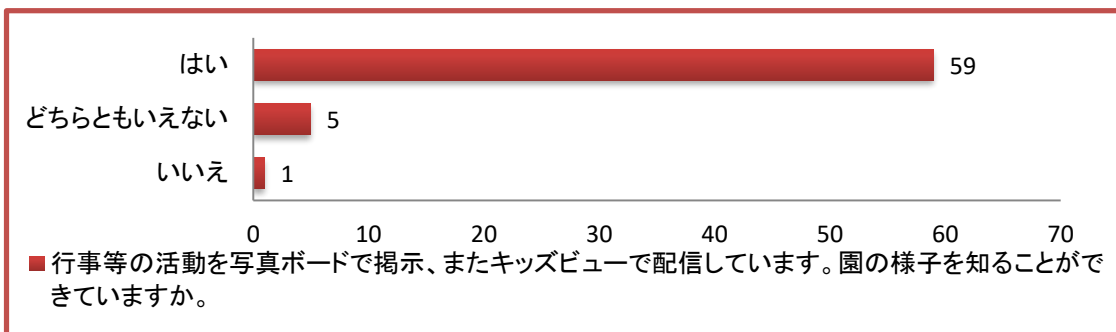 はい
59
どちらともいえない
5
いいえ
1
0 10 20 30 40 50 60 70
行事等の活動を写真ボードで掲示、またキッズビューで配信しています。園の様子を知ることがで
きていますか。